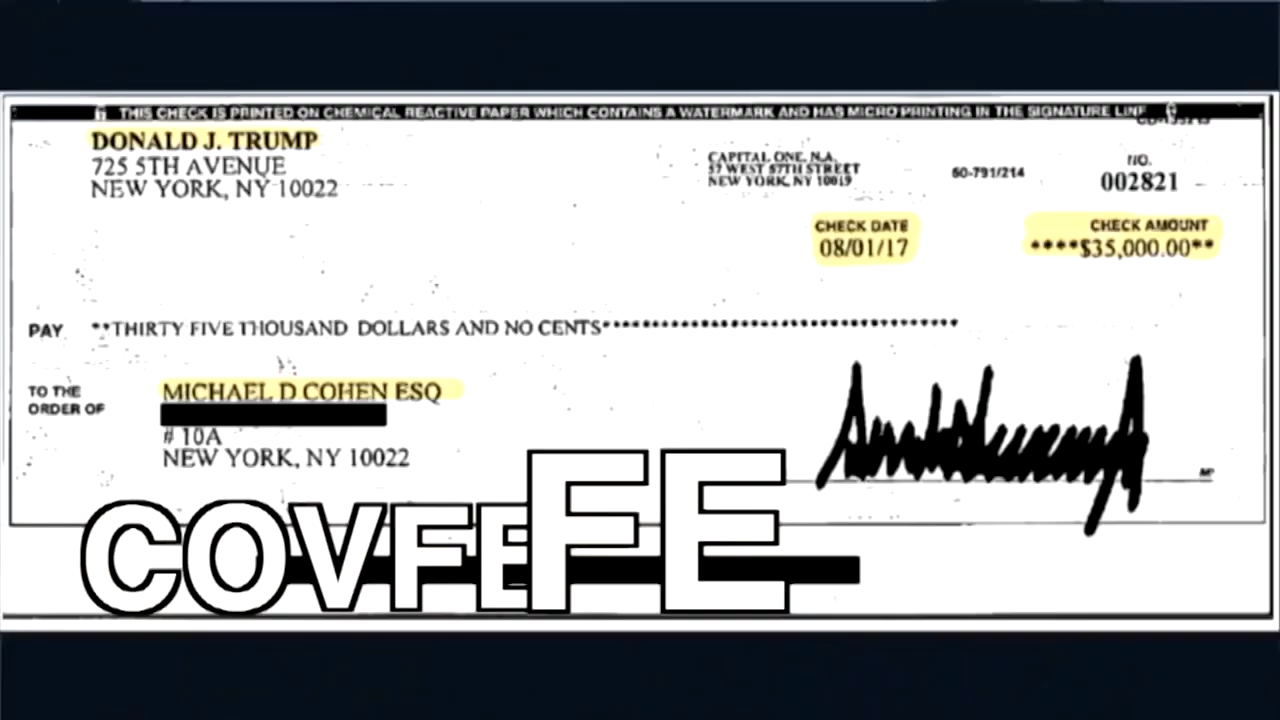 THIS CHECK IS PRINTED ON CHEMICAL REACTIVE PAPER WHICH CONTAINS A WATERMARK AND HAS MICRO PRINTING IN THE SIGNATURE LINE
DONALD J. TRUMP
725 5TH AVENUE
NEW YORK, NY 10022
CAPITAL ONE, N.A.
57 WEST 57TH STREET
NEW YORK, NY 10019
60-791/214
NO.
002821
CHECK DATE
08/01/17
CHECK AMOUNT
****$35,000.00**
PAY **THIRTY FIVE THOUSAND DOLLARS AND NO CENTS**********************************
TO THE
ORDER OF
MICHAEL D COHEN ESQ
# 10A
NEW YORK, NY 10022
MP
COVFEFE